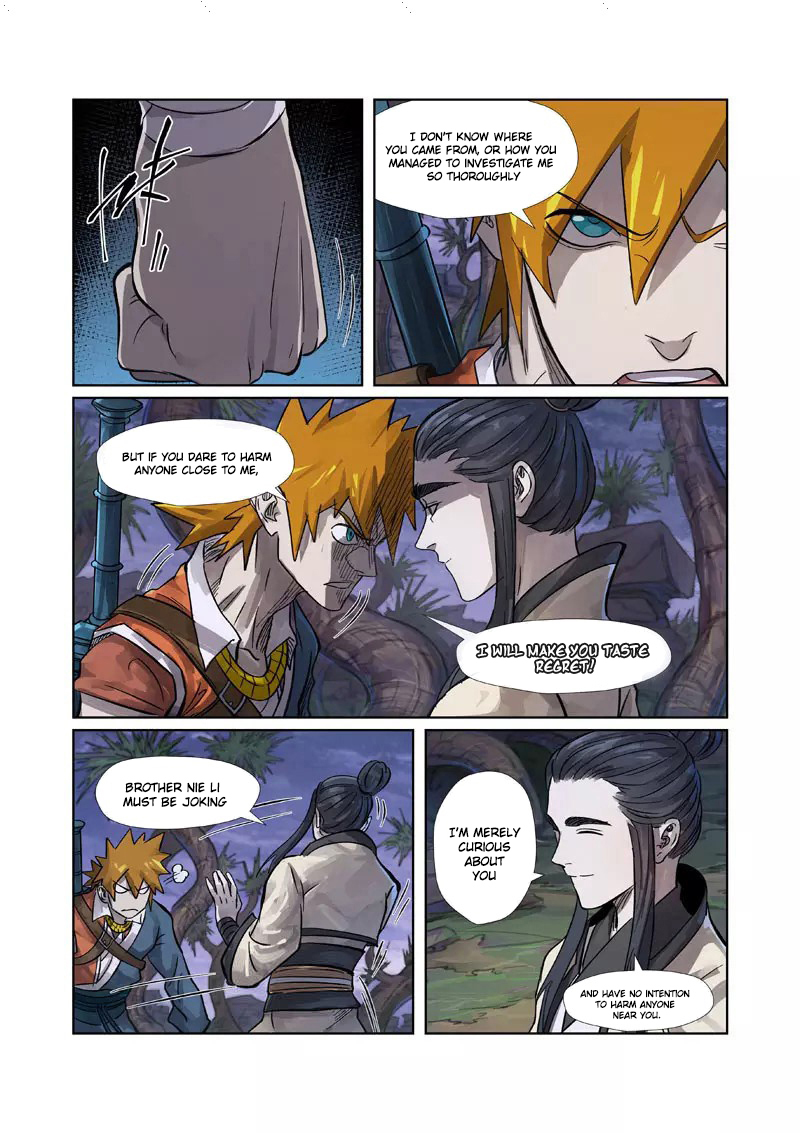 I DON'T KNOW WHERE
YOU CAME FROM, OR HOW YOU
MANAGED TO INVESTIGATE ME
SO THOROUGHLY
BUT IF YOU DARE TO HARM
ANYONE CLOSE TO ME,
I WILL MAKE YOU TASTE
REGRET!
BROTHER NIE LI
MUST BE JOKING
I'M MERELY
CURIOUS
ABOUT
YOU
AND HAVE NO INTENTION
TO HARM ANYONE
NEAR YOU.